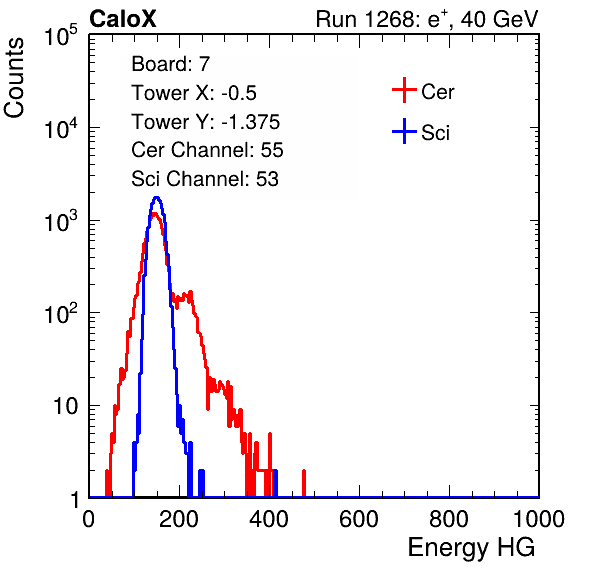 CaloX Run 1268: e⁺, 40 GeV
Counts
10⁵
10⁴
10³
10²
10
1
Board: 7
Tower X: -0.5
Tower Y: -1.375
Cer Channel: 55
Sci Channel: 53
Cer
Sci
0 200 400 600 800 1000
Energy HG